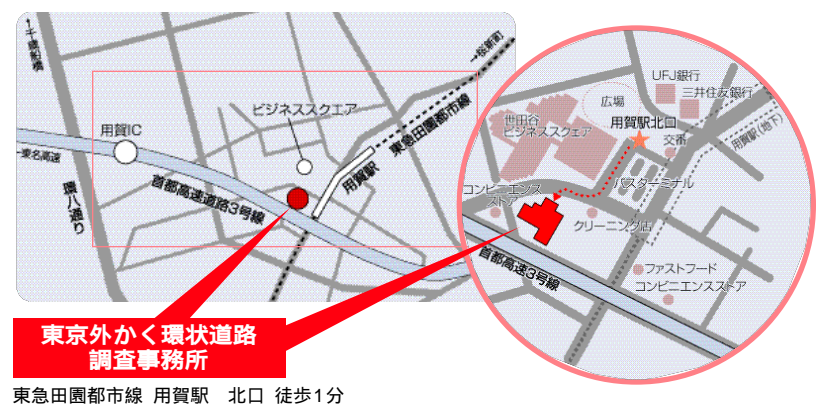 →千歳船橋
→桜新町
用賀IC
ビジネススクエア
東急田園都市線
用賀駅
←東名高速
首都高速道路3号線
環八通り
UFJ銀行
三井住友銀行
広場
世田谷
ビジネススクェア
用賀駅北口
交番
用賀駅(地下)
バスターミナル
コンビニエンス
ストア
クリーニング店
首都高速3号線
ファストフード
コンビニエンスストア
東京外かく環状道路
調査事務所
東急田園都市線 用賀駅 北口 徒歩1分